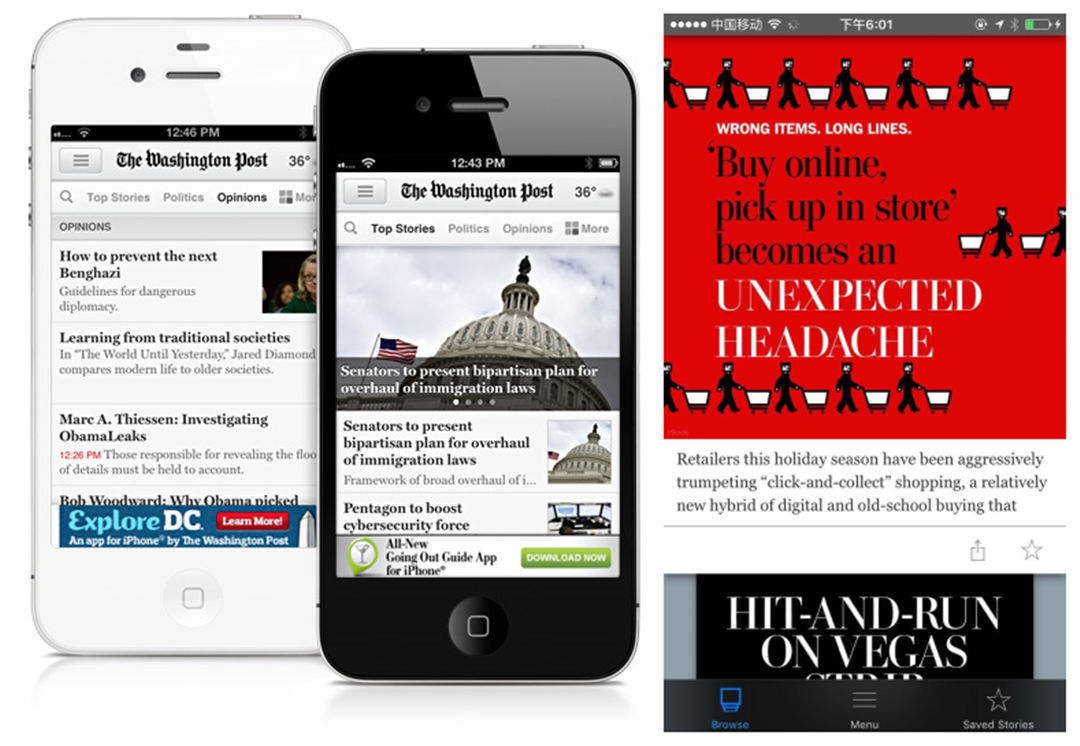 12:46 PM
The Washington Post 36°
Top Stories Politics Opinions
OPINIONS
How to prevent the next
Benghazi
Guidelines for dangerous
diplomacy.
Learning from traditional societies
In “The World Until Yesterday,” Jared Diamond
compares modern life to older societies.
Marc A. Thiessen: Investigating
ObamaLeaks
12:26 PM Those responsible for revealing the
of details must be held to account.
Bob Woodward: Why Obama picked
Explore DC. Learn More!
An app for iPhone® by The Washington Post
12:43 PM
The Washington Post 36°
Top Stories Politics Opinions More
Senators to present bipartisan plan for
overhaul of immigration laws
Senators to present
bipartisan plan for overhaul
of immigration laws
Framework of broad overhaul of i...
Pentagon to boost
cybersecurity force
All-New
Going Out Guide App
for iPhone®
DOWNLOAD NOW
中国移动 下午6:01
WRONG ITEMS. LONG LINES.
‘Buy online,
pick up in store’
becomes an
UNEXPECTED
HEADACHE
iStock
Retailers this holiday season have been aggressively
trumpeting “click-and-collect” shopping, a relatively
new hybrid of digital and old-school buying that
HIT-AND-RUN
ON VEGAS
STRIP
Browse Menu Saved Stories